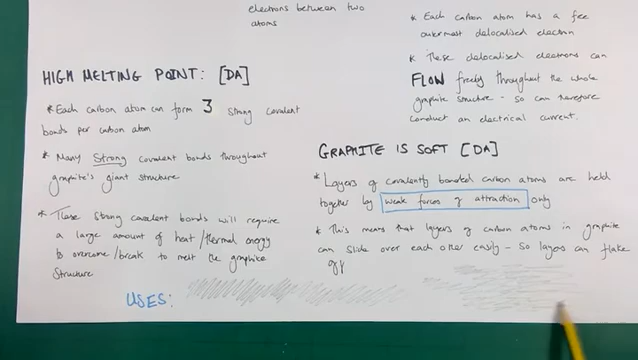 electrons between two
atoms
HIGH MELTING POINT: [DA]
* Each carbon atom can form 3 strong covalent
bonds per carbon atom
* Many Strong covalent bonds throughout
graphite's giant structure
* These strong covalent bonds will require
a large amount of heat/thermal energy
to overcome/break to melt the graphite
structure
USES:
* Each carbon atom has a fee
outermost delocalised electron
* These delocalised electrons can
FLOW freely throughout the whole
graphite structure - so can therefore
conduct an electrical current.
GRAPHITE IS SOFT [DA]
* Layers of covalently bonded carbon atoms are held
together by weak forces of attraction only
* This means that layers of carbon atoms in graphite
can slide over each other easily - so layers can flake
off